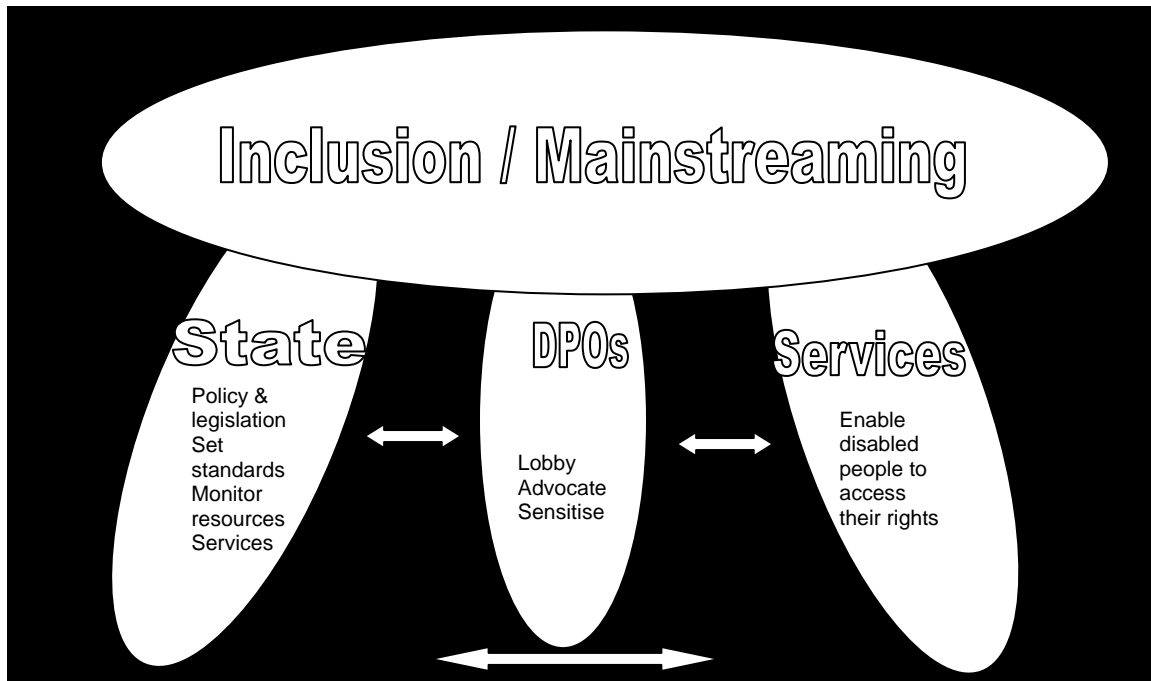 Inclusion / Mainstreaming
State
Policy &
legislation
Set
standards
Monitor
resources
Services
DPOs
Lobby
Advocate
Sensitise
Services
Enable
disabled
people to
access
their rights